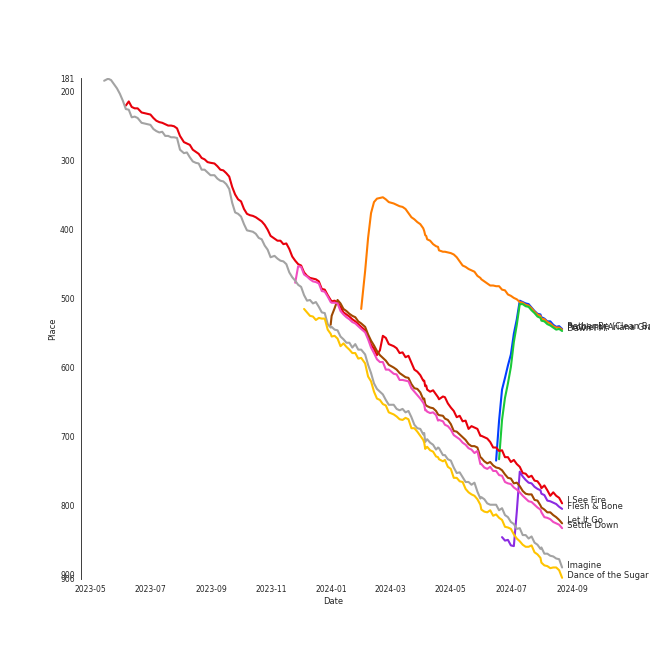 181
200
300
400
500
600
700
800
900
906
Place
2023-05
2023-07
2023-09
2023-11
2024-01
2024-03
2024-05
2024-07
2024-09
Date
I See Fire
Flesh & Bone
Let It Go
Settle Down
Imagine
Dance of the Sugar